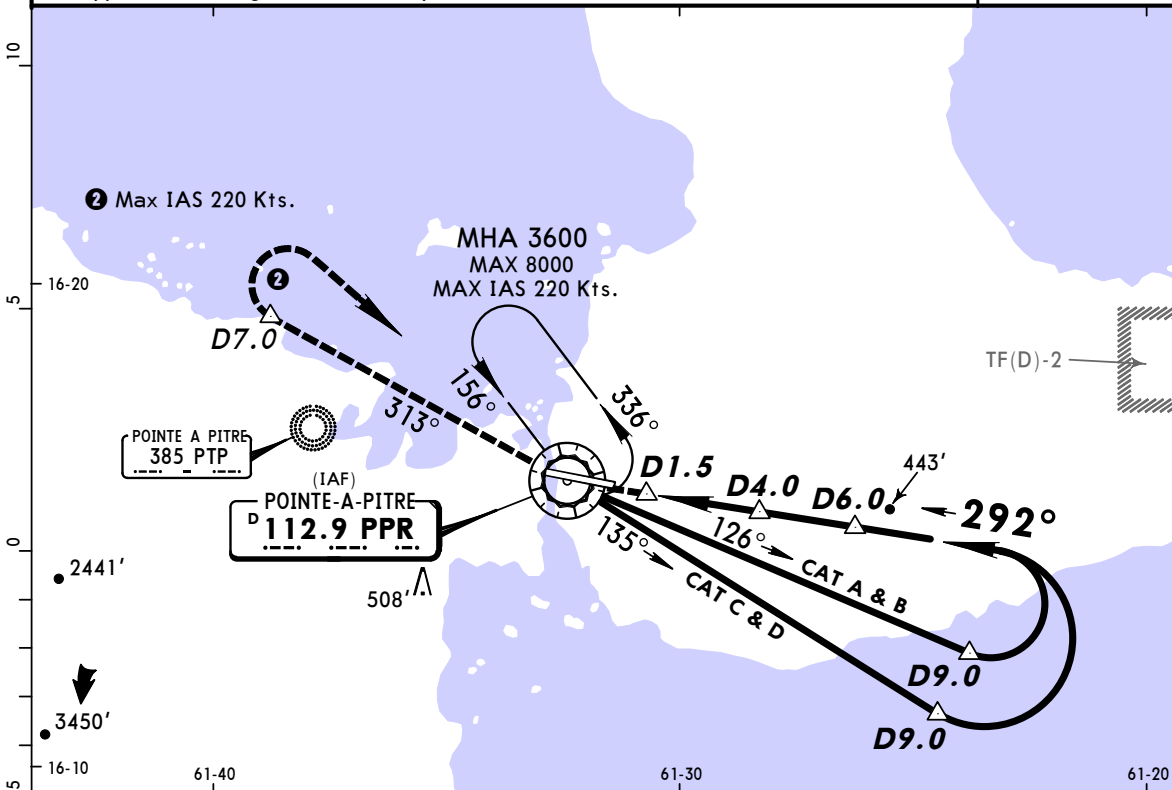 10
❷ Max IAS 220 Kts.
MHA 3600
MAX 8000
MAX IAS 220 Kts.
16-20
5
❷
D7.0
TF(D)-2
156°
336°
313°
POINTE A PITRE
385 PTP
(IAF)
POINTE-A-PITRE
D 112.9 PPR
D1.5
D4.0
D6.0
443'
292°
126°
CAT A & B
135°
CAT C & D
0
2441'
508'
D9.0
D9.0
3450'
16-10
5
61-40
61-30
61-20